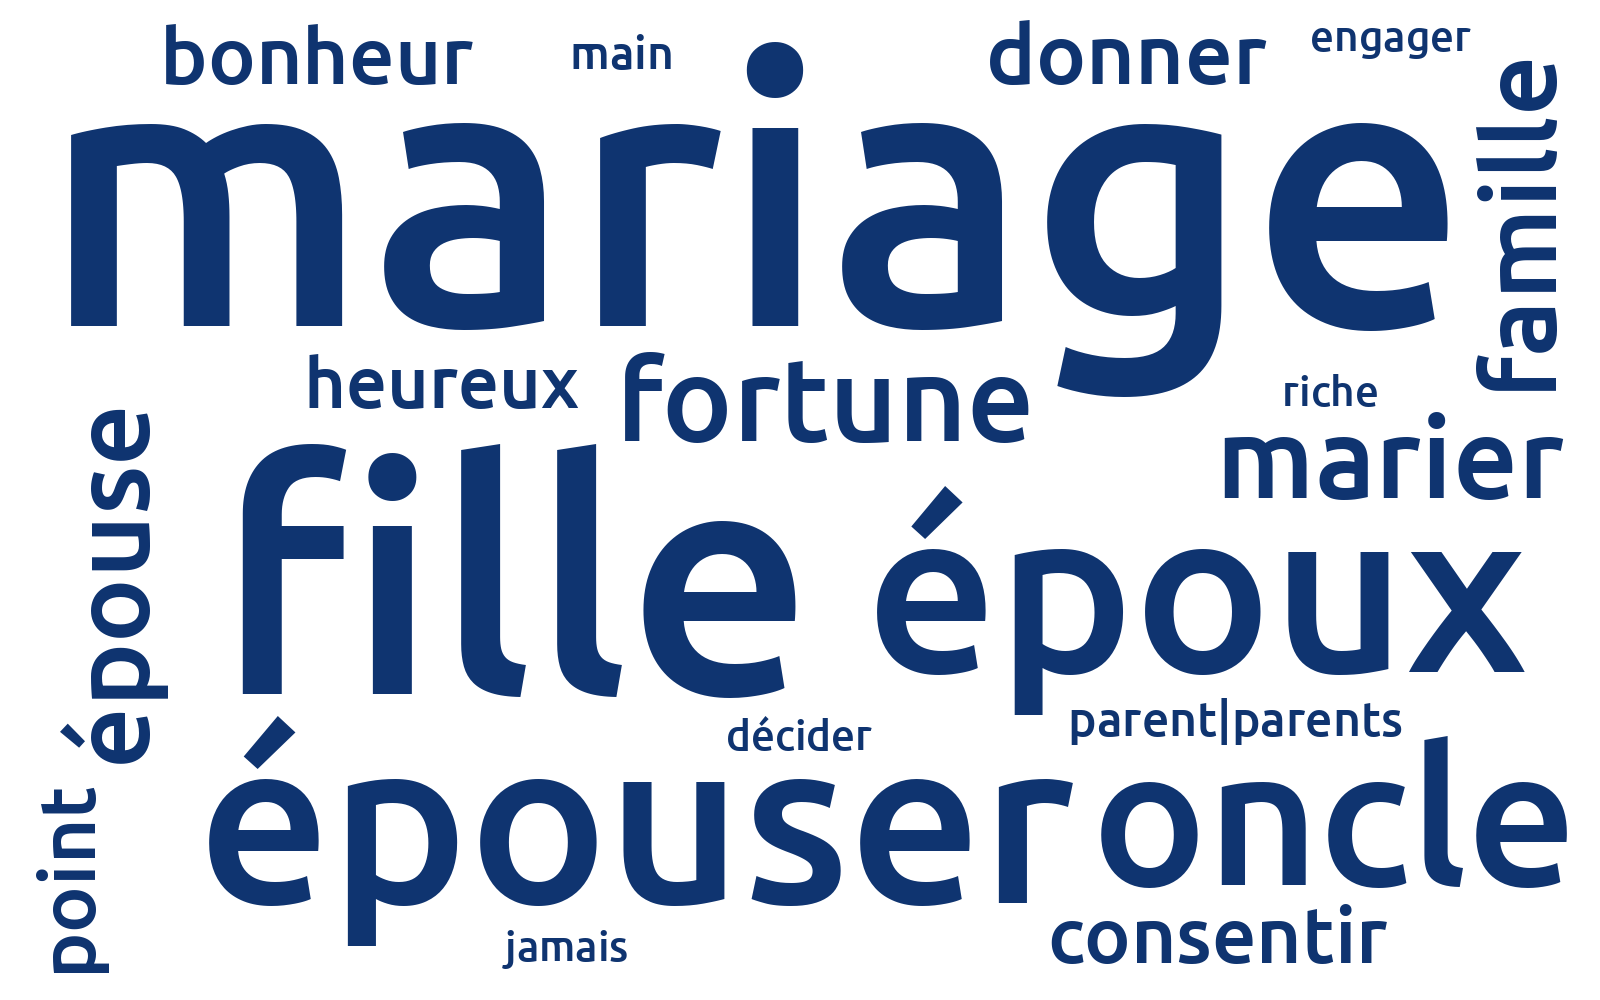 bonheur
main
donner
engager
mariage
famille
heureux
fortune
riche
marier
épouse
fille
époux
décider
parent|parents
point
épouser
oncle
jamais
consentir